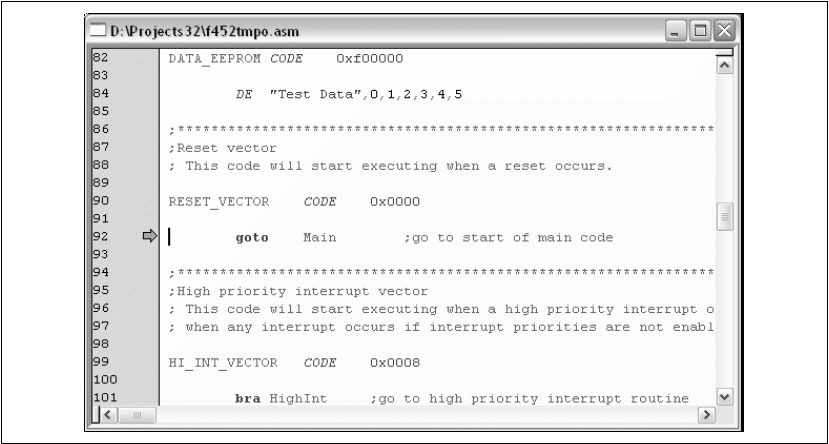 D:\Projects32\f452tmpo.asm
82 DATA_EEPROM CODE 0xf00000
83
84 DE "Test Data",0,1,2,3,4,5
85
86 ;*****************************************************************
87 ;Reset vector
88 ; This code will start executing when a reset occurs.
89
90 RESET_VECTOR CODE 0x0000
91
92 goto Main ;go to start of main code
93
94 ;*****************************************************************
95 ;High priority interrupt vector
96 ; This code will start executing when a high priority interrupt o
97 ; when any interrupt occurs if interrupt priorities are not enabl
98
99 HI_INT_VECTOR CODE 0x0008
100
101 bra HighInt ;go to high priority interrupt routine